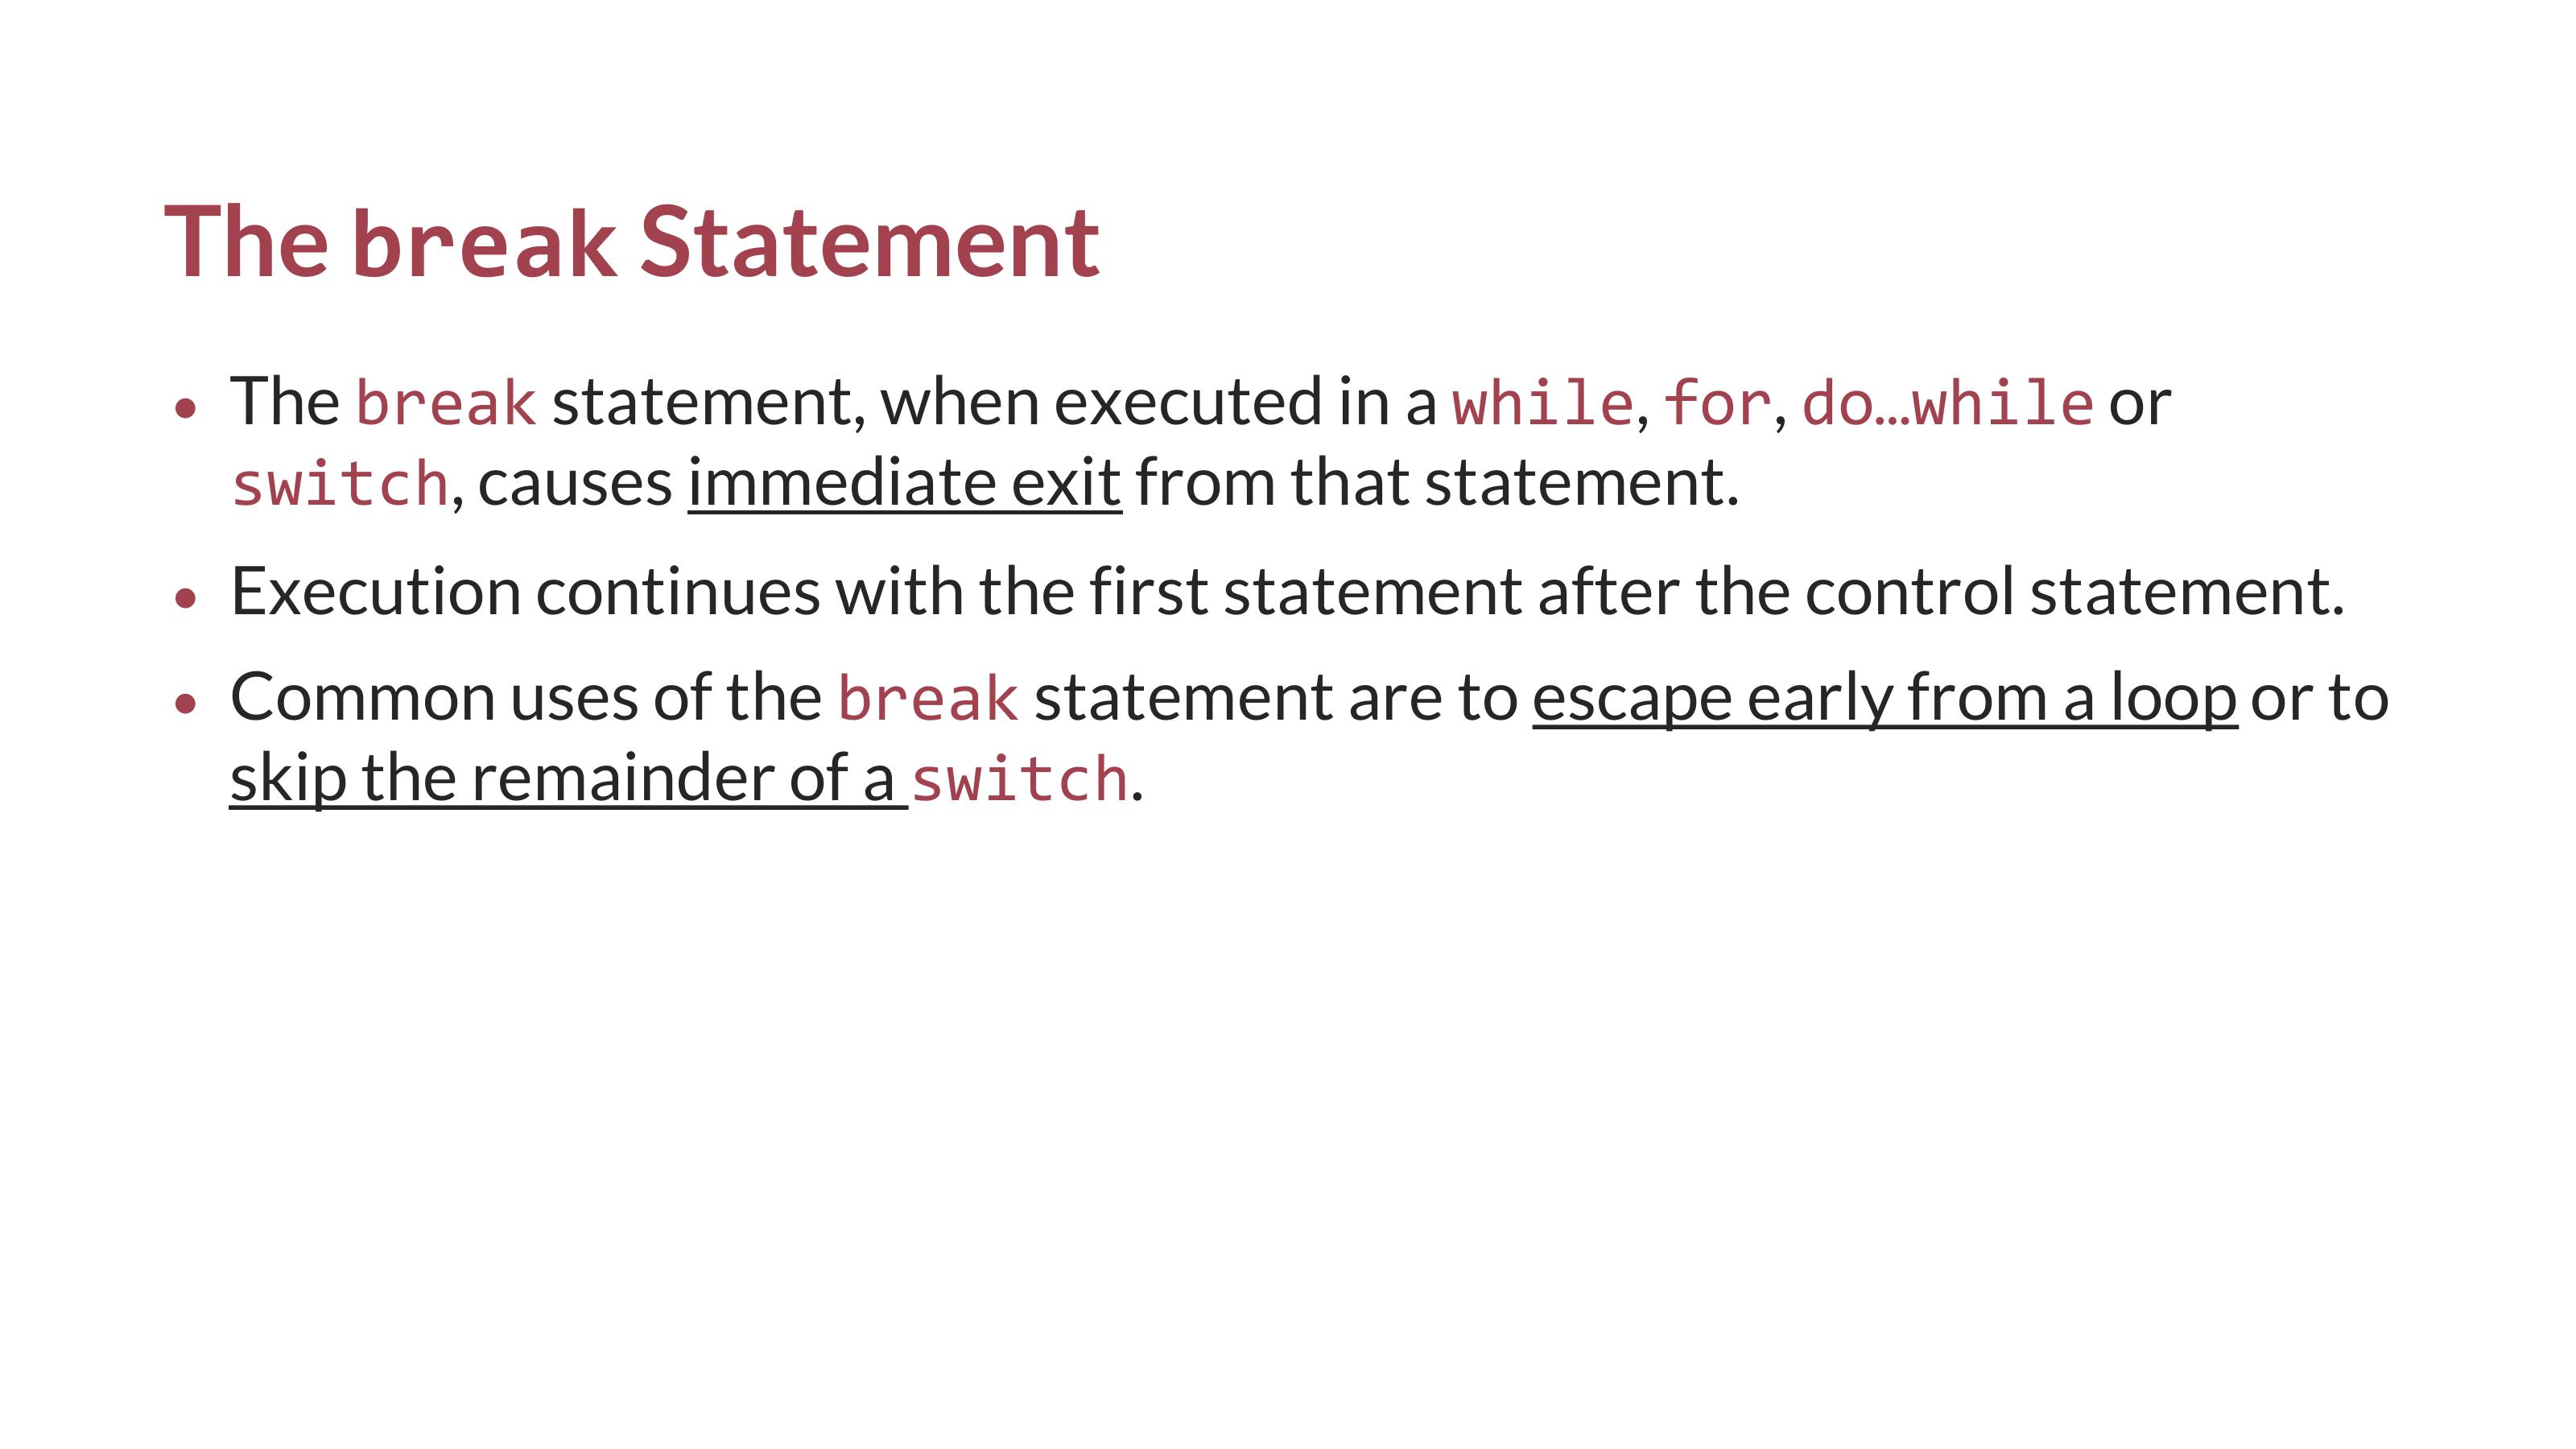 The break Statement
• The break statement, when executed in a while, for, do…while or
switch, causes immediate exit from that statement.
• Execution continues with the first statement after the control statement.
• Common uses of the break statement are to escape early from a loop or to
skip the remainder of a switch.